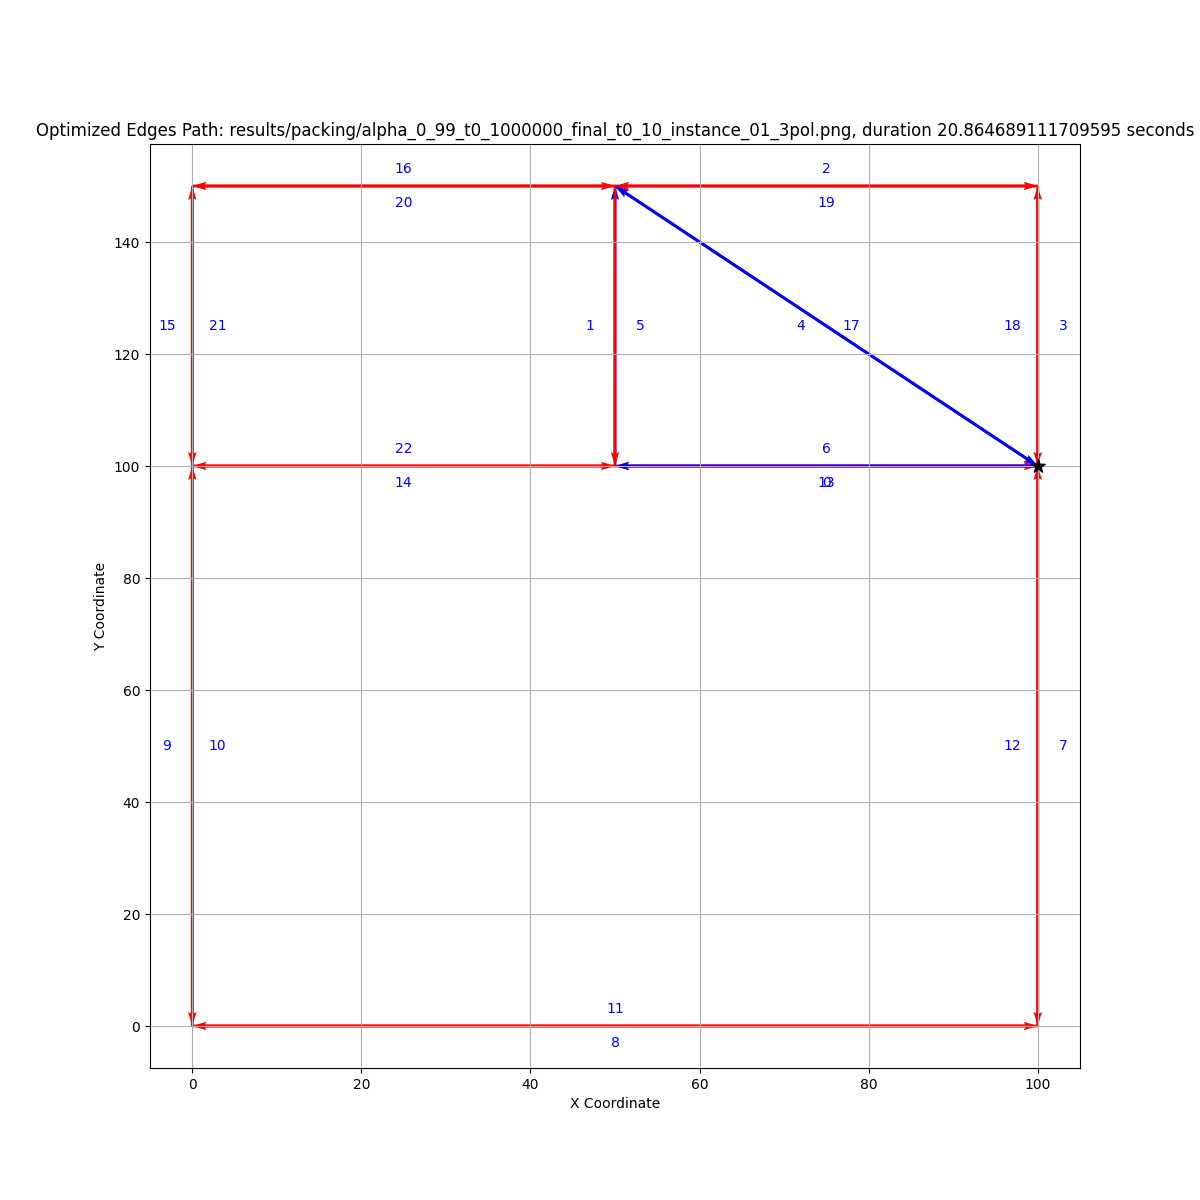 Optimized Edges Path: results/packing/alpha_0_99_t0_1000000_final_t0_10_instance_01_3pol.png, duration 20.864689111709595 seconds
16 2
20 19
140
15 21 1 5 4 17 18 3
120
22 6
100
14 13 0
80
Y Coordinate
60
9 10 12 7
40
20
11
0
8
0 20 40 60 80 100
X Coordinate